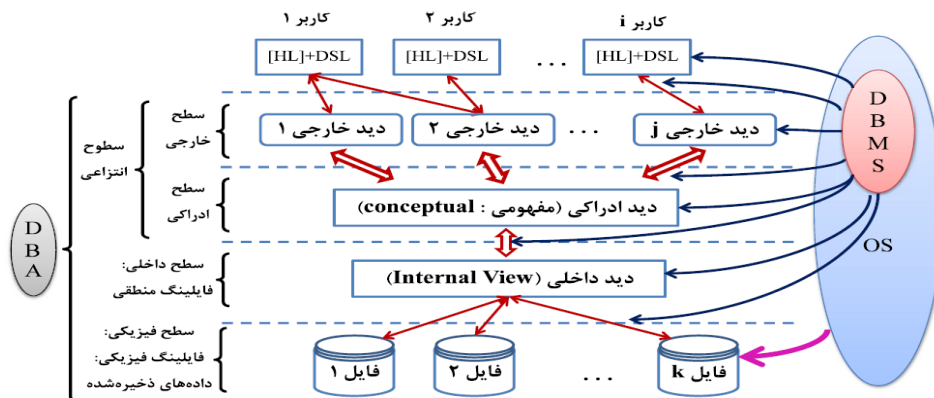 کاربر ۱
کاربر ۲
کاربر i
[HL]+DSL
[HL]+DSL
. . .
[HL]+DSL
DBMS
سطح
خارجی
دید خارجی ۱
دید خارجی ۲
. . .
دید خارجی j
سطوح
انتزاعی
سطح
ادراکی
دید ادراکی (مفهومی : conceptual)
DBA
OS
سطح داخلی:
فایلینگ منطقی
دید داخلی (Internal View)
سطح فیزیکی:
فایلینگ فیزیکی:
داده‌های ذخیره‌شده
فایل ۱
فایل ۲
. . .
فایل k